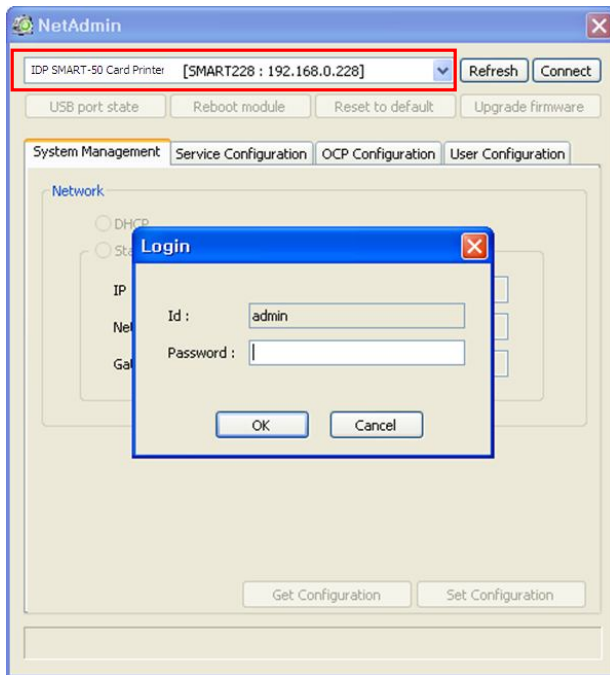 NetAdmin
IDP SMART-50 Card Printer [SMART228 : 192.168.0.228] Refresh Connect
USB port state Reboot module Reset to default Upgrade firmware
System Management Service Configuration OCP Configuration User Configuration
Network
DHCP
Login
IP
Id : admin
Password :
OK Cancel
Get Configuration Set Configuration